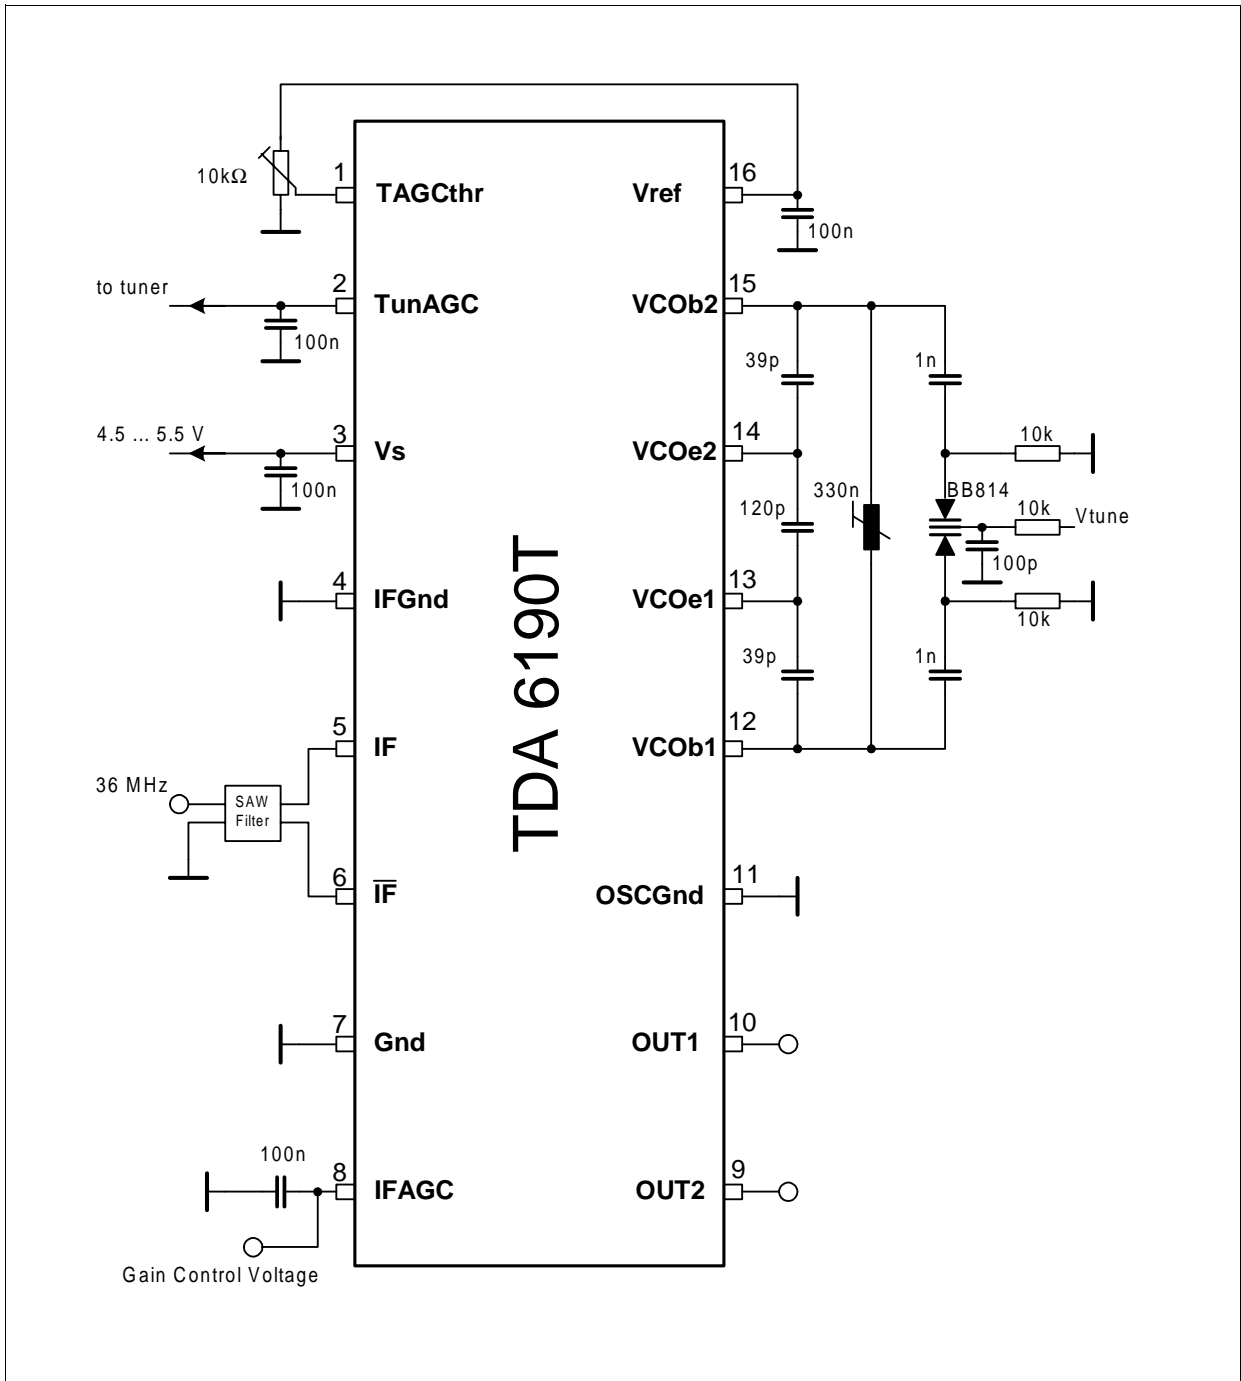 10kΩ
1
TAGCthr
Vref
16
100n
to tuner
2
TunAGC
100n
VCOb2
15
39p
1n
4.5 ... 5.5 V
3
Vs
100n
VCOe2
14
10k
330n
BB814
120p
10k
Vtune
100p
4
IFGnd
VCOe1
13
10k
39p
1n
TDA 6190T
5
IF
VCOb1
12
36 MHz
SAW
Filter
6
IF
OSCGnd
11
7
Gnd
OUT1
10
100n
8
IFAGC
OUT2
9
Gain Control Voltage